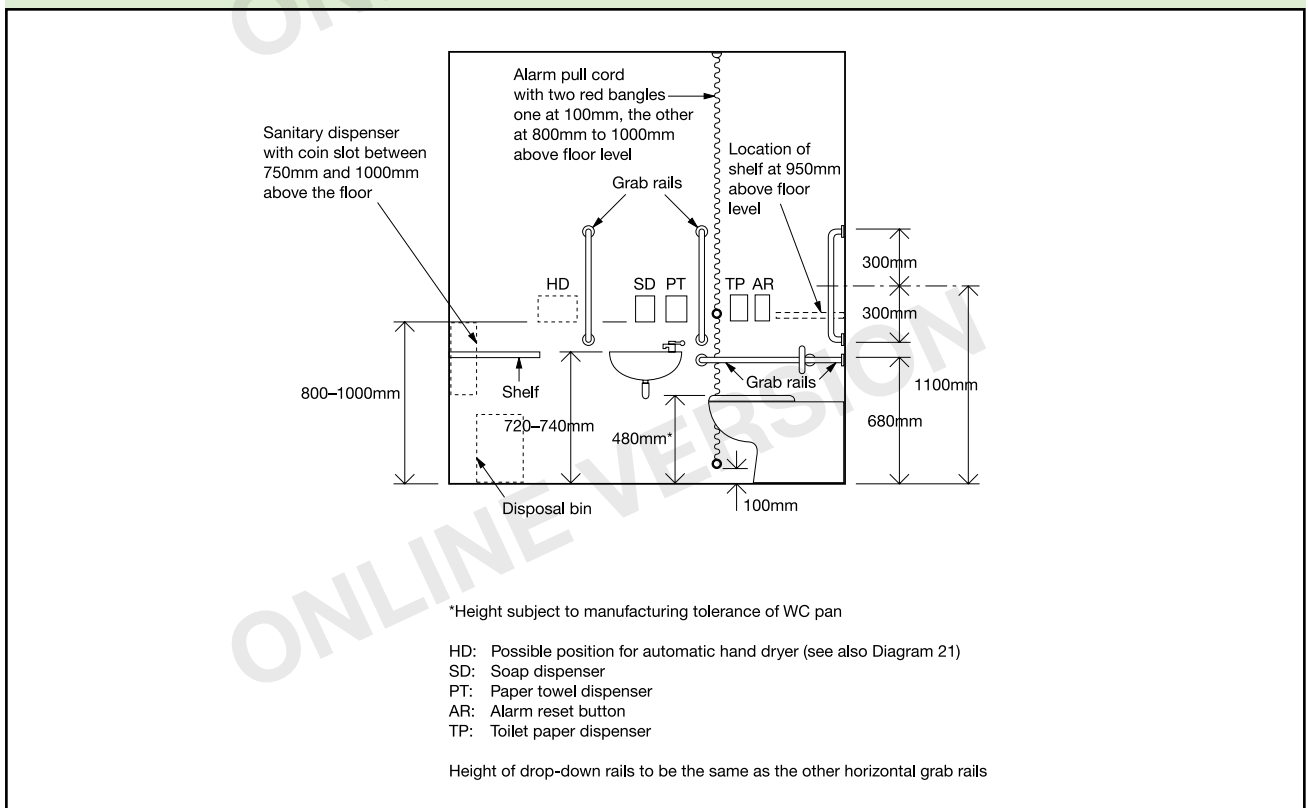 ONLINE VERSION
Alarm pull cord
with two red bangles
one at 100mm, the other
at 800mm to 1000mm
above floor level
Sanitary dispenser
with coin slot between
750mm and 1000mm
above the floor
Location of
shelf at 950mm
above floor
level
Grab rails
300mm
HD
SD
PT
TP
AR
300mm
800–1000mm
Shelf
Grab rails
1100mm
720–740mm
480mm*
680mm
Disposal bin
100mm
*Height subject to manufacturing tolerance of WC pan
HD: Possible position for automatic hand dryer (see also Diagram 21)
SD: Soap dispenser
PT: Paper towel dispenser
AR: Alarm reset button
TP: Toilet paper dispenser
Height of drop-down rails to be the same as the other horizontal grab rails